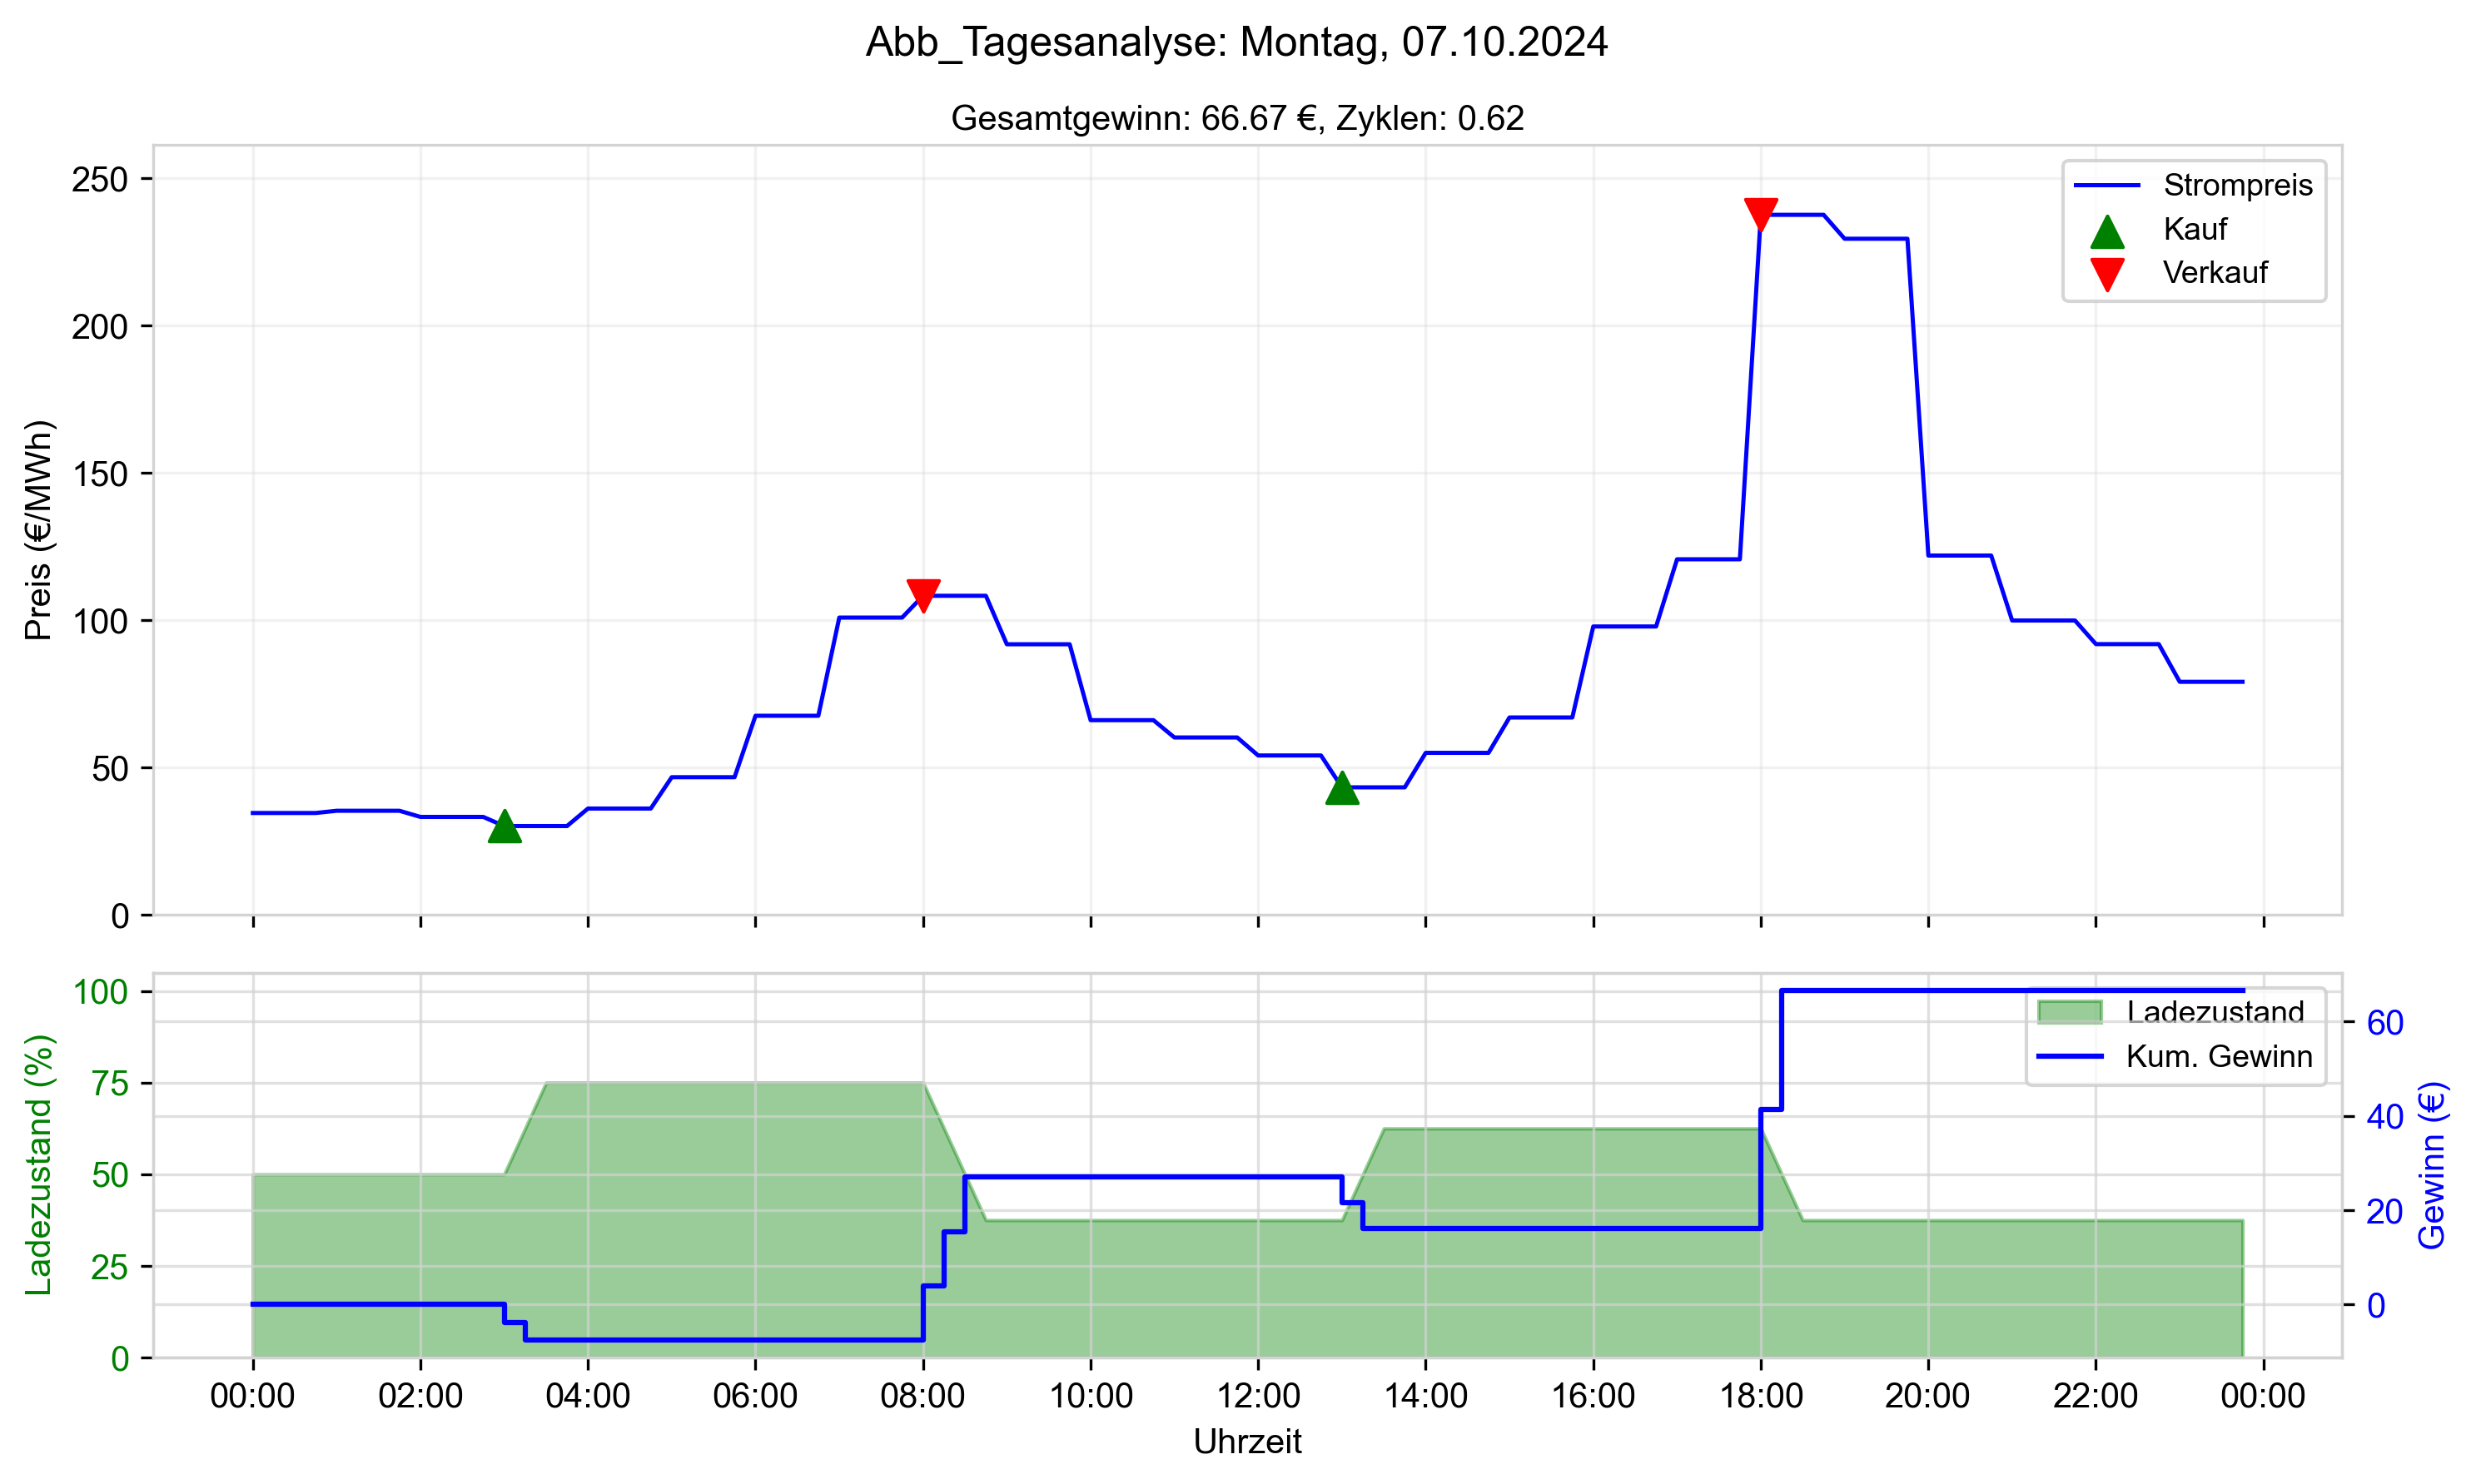 Abb_Tagesanalyse: Montag, 07.10.2024
Gesamtgewinn: 66.67 €, Zyklen: 0.62
Preis (€/MWh)
250
200
150
100
50
0
Strompreis
Kauf
Verkauf
Ladezustand (%)
100
75
50
25
0
Ladezustand
Kum. Gewinn
60
40
20
0
Gewinn (€)
00:00 02:00 04:00 06:00 08:00 10:00 12:00 14:00 16:00 18:00 20:00 22:00 00:00
Uhrzeit